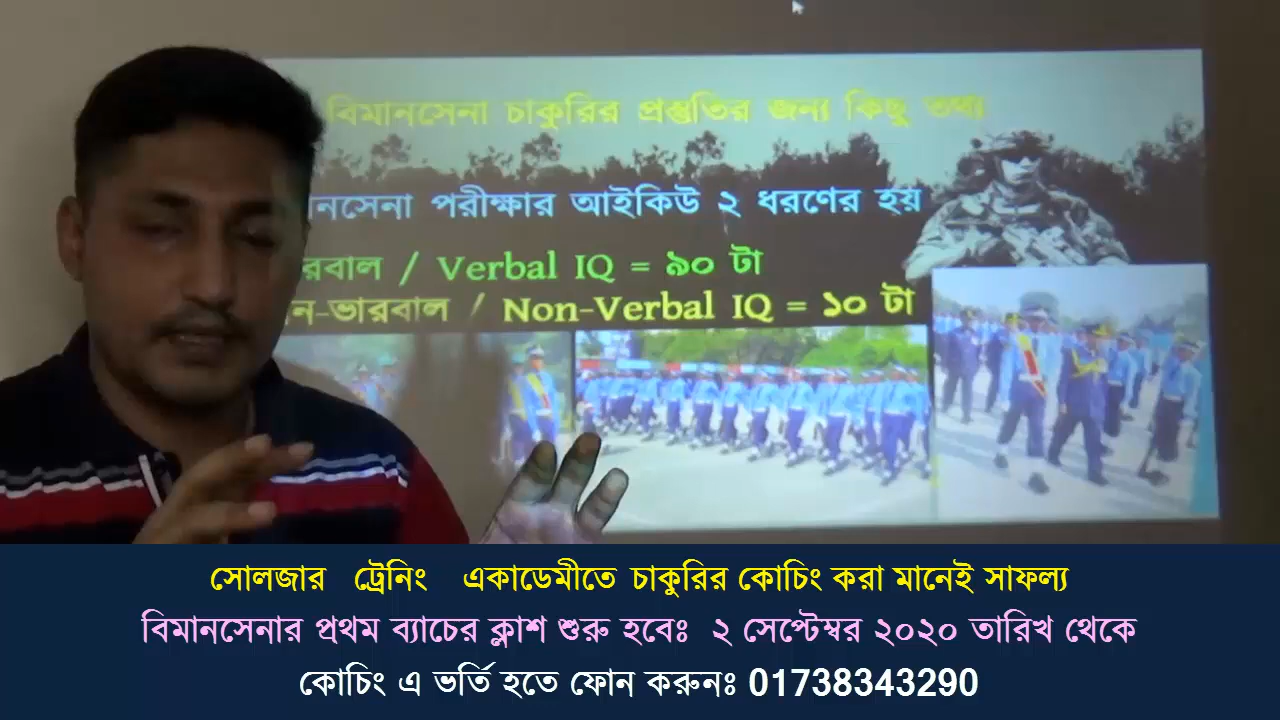 বিমানসেনা চাকুরির প্রস্তুতির জন্য কিছু তথ্য
নসেনা পরীক্ষার আইকিউ ২ ধরণের হয়
রবাল / Verbal IQ = ৯০ টা
ন-ভারবাল / Non-Verbal IQ = ১০ টা
সোলজার ট্রেনিং একাডেমীতে চাকুরির কোচিং করা মানেই সাফল্য
বিমানসেনার প্রথম ব্যাচের ক্লাশ শুরু হবেঃ ২ সেপ্টেম্বর ২০২০ তারিখ থেকে
কোচিং এ ভর্তি হতে ফোন করুনঃ 01738343290